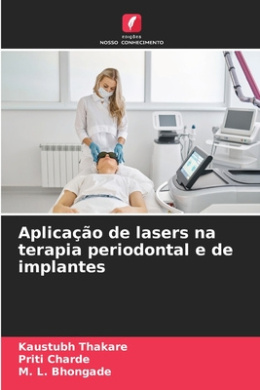 edições
NOSSO CONHECIMENTO
Aplicação de lasers na
terapia periodontal e de
implantes
Kaustubh Thakare
Priti Charde
M. L. Bhongade